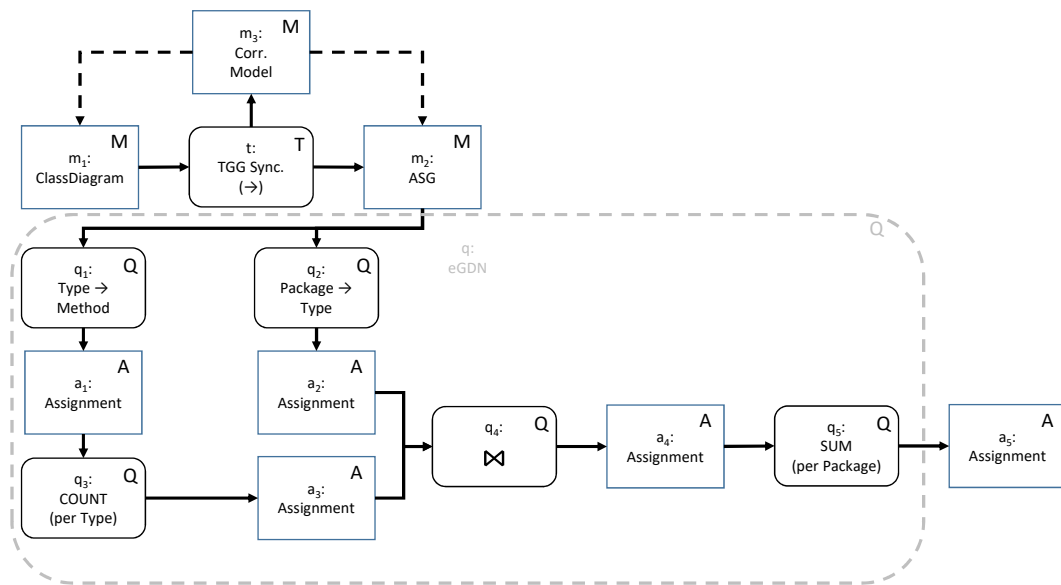 m3:
Corr.
Model
M
m1:
ClassDiagram
M
t:
TGG Sync.
(→)
T
m2:
ASG
M
q:
eGDN
Q
q1:
Type →
Method
Q
q2:
Package →
Type
Q
a1:
Assignment
A
a2:
Assignment
A
q3:
COUNT
(per Type)
Q
a3:
Assignment
A
q4:
⋈
Q
a4:
Assignment
A
q5:
SUM
(per Package)
Q
a5:
Assignment
A